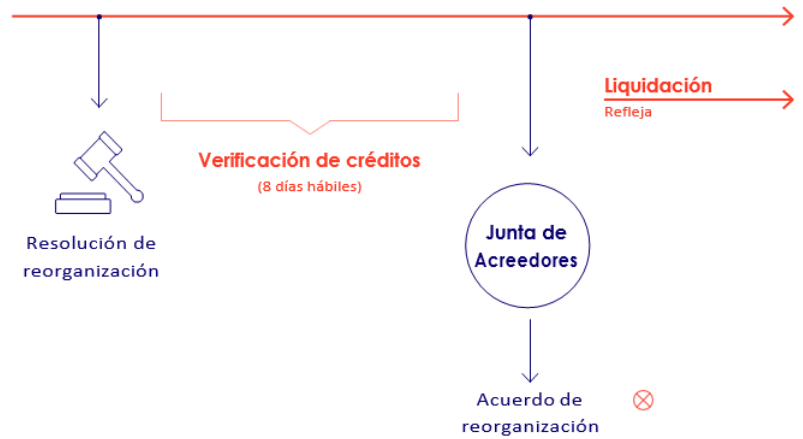 Liquidación
Refleja
Verificación de créditos
(8 días hábiles)
Resolución de
reorganización
Junta de
Acreedores
Acuerdo de
reorganización